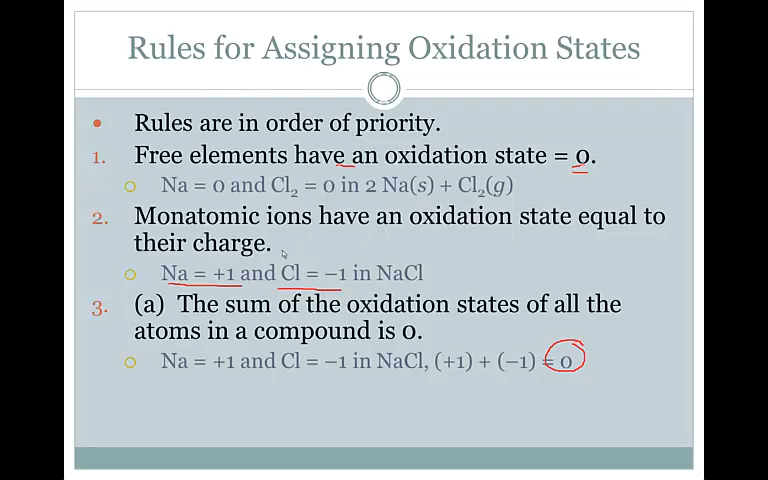 Rules for Assigning Oxidation States
• Rules are in order of priority.
1. Free elements have an oxidation state = 0.
Na = 0 and Cl₂ = 0 in 2 Na(s) + Cl₂(g)
2. Monatomic ions have an oxidation state equal to
their charge.
Na = +1 and Cl = −1 in NaCl
3. (a) The sum of the oxidation states of all the
atoms in a compound is 0.
Na = +1 and Cl = −1 in NaCl, (+1) + (−1) = 0